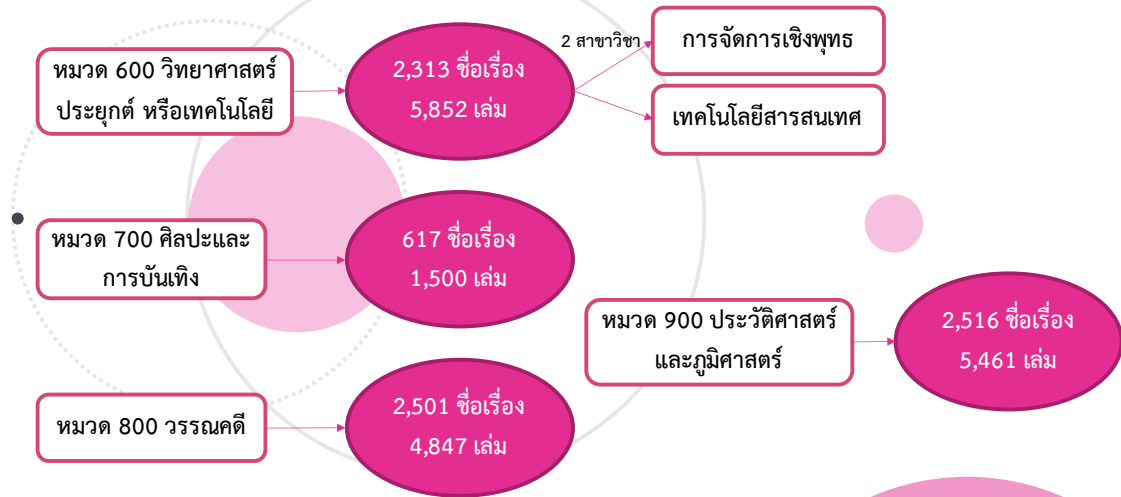 หมวด 600 วิทยาศาสตร์
ประยุกต์ หรือเทคโนโลยี
2,313 ชื่อเรื่อง
5,852 เล่ม
2 สาขาวิชา
การจัดการเชิงพุทธ
เทคโนโลยีสารสนเทศ
หมวด 700 ศิลปะและ
การบันเทิง
617 ชื่อเรื่อง
1,500 เล่ม
หมวด 800 วรรณคดี
2,501 ชื่อเรื่อง
4,847 เล่ม
หมวด 900 ประวัติศาสตร์
และภูมิศาสตร์
2,516 ชื่อเรื่อง
5,461 เล่ม